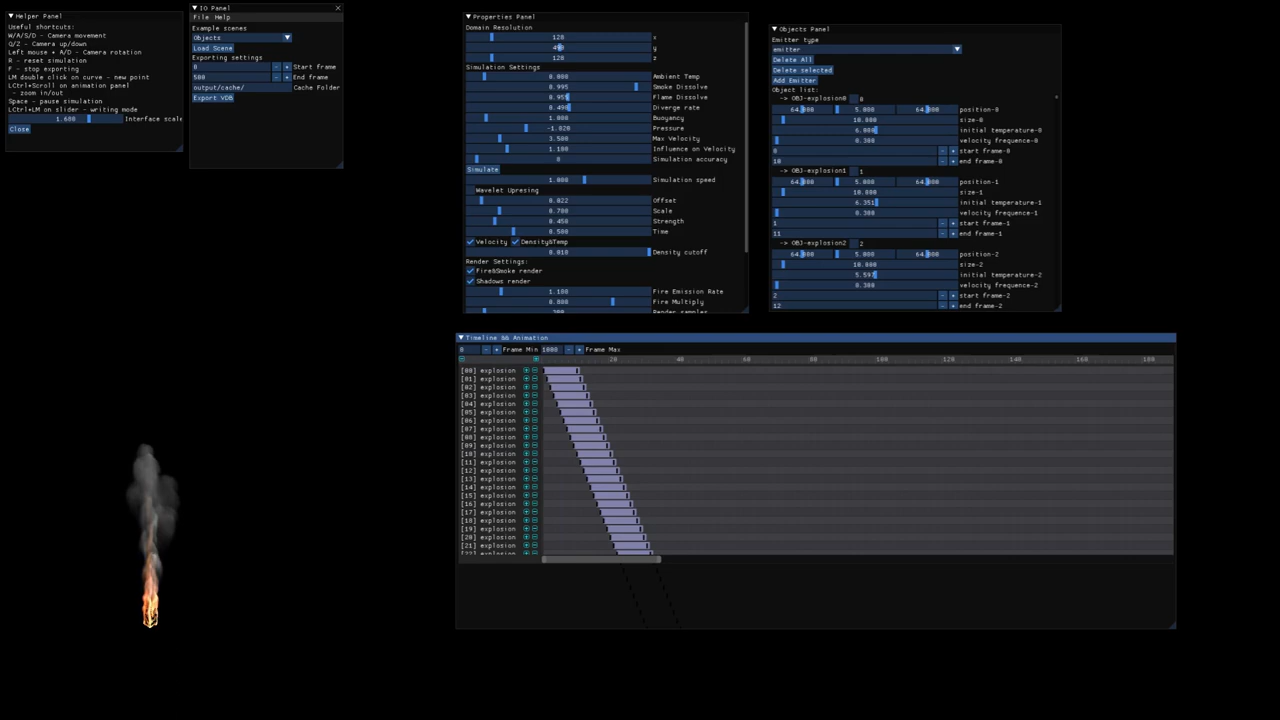 Helper Panel
Useful shortcuts:
W/A/S/D - Camera movement
Q/Z - Camera up/down
Left mouse + A/D - Camera rotation
R - reset simulation
F - stop exporting
LM double click on curve - new point
LCtrl+Scroll on animation panel
- zoom in/out
Space - pause simulation
LCtrl+LM on slider - writing mode
1.600 Interface scale
Close
IO Panel
File Help
Example scenes
Objects
Load Scene
Exporting settings
0 - + Start frame
500 - + End frame
output/cache/ Cache Folder
Export VDB
Properties Panel
Domain Resolution
128 x
y
128 z
Simulation Settings
0.000 Ambient Temp
0.995 Smoke Dissolve
Flame Dissolve
Diverge rate
1.000 Buoyancy
-1.020 Pressure
3.500 Max Velocity
1.100 Influence on Velocity
0 Simulation accuracy
Simulate
1.000 Simulation speed
Wavelet Upresing
0.022 Offset
0.700 Scale
0.450 Strength
0.500 Time
Velocity Density&Temp
0.010 Density cutoff
Render Settings:
Fire&Smoke render
Shadows render
1.100 Fire Emission Rate
0.800 Fire Multiply
Render samples
Objects Panel
Emitter type
emitter
Delete All
Delete selected
Add Emitter
Object list:
-> OBJ-explosion0 0
64.000 5.000 64.000 position-0
10.000 size-0
6.000 initial temperature-0
0.300 velocity frequence-0
0 - + start frame-0
10 - + end frame-0
-> OBJ-explosion1 1
64.000 5.000 64.000 position-1
10.000 size-1
6.351 initial temperature-1
0.300 velocity frequence-1
1 - + start frame-1
11 - + end frame-1
-> OBJ-explosion2 2
64.000 5.000 64.000 position-2
10.000 size-2
5.597 initial temperature-2
0.300 velocity frequence-2
2 - + start frame-2
12 - + end frame-2
Timeline && Animation
0 - + Frame Min 1000 - + Frame Max
20 40 60 80 100 120 140 160 180
[00] explosion
[01] explosion
[02] explosion
[03] explosion
[04] explosion
[05] explosion
[06] explosion
[07] explosion
[08] explosion
[09] explosion
[10] explosion
[11] explosion
[12] explosion
[13] explosion
[14] explosion
[15] explosion
[16] explosion
[17] explosion
[18] explosion
[19] explosion
[20] explosion
[21] explosion
[22] explosion